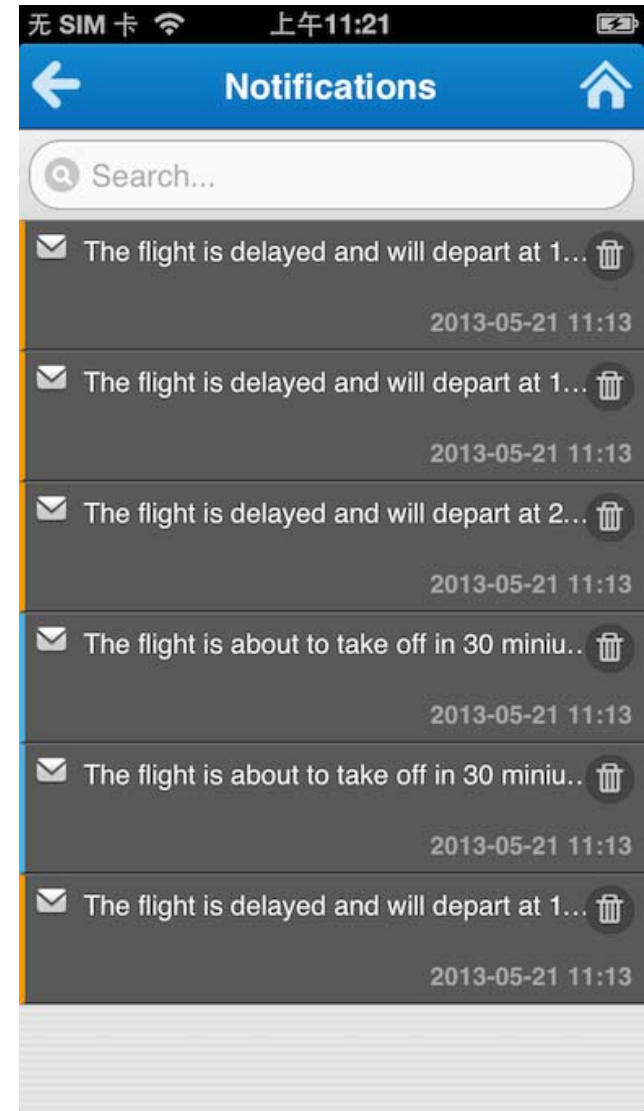 无 SIM 卡 上午11:21
Notifications
Search...
The flight is delayed and will depart at 1...
2013-05-21 11:13
The flight is delayed and will depart at 1...
2013-05-21 11:13
The flight is delayed and will depart at 2...
2013-05-21 11:13
The flight is about to take off in 30 miniu..
2013-05-21 11:13
The flight is about to take off in 30 miniu..
2013-05-21 11:13
The flight is delayed and will depart at 1...
2013-05-21 11:13